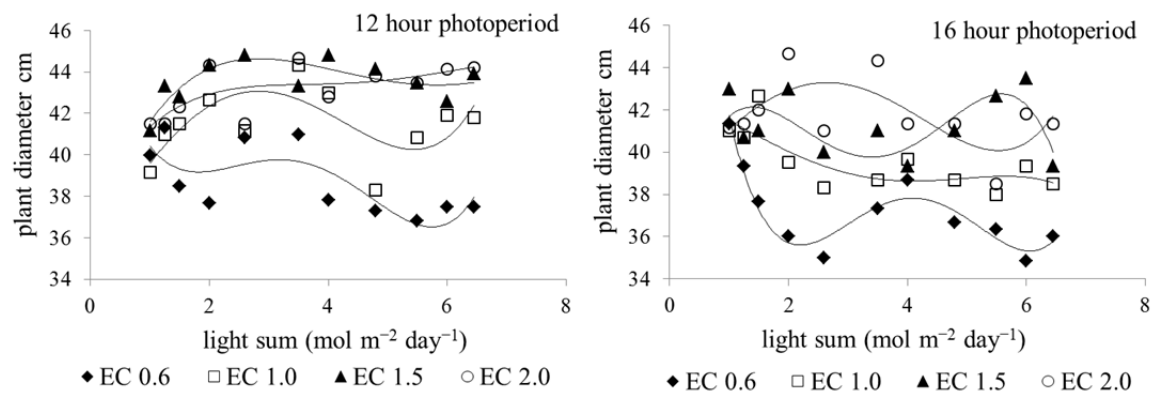 12 hour photoperiod
46
44
42
40
38
36
34
plant diameter cm
0 2 4 6 8
light sum (mol m⁻² day⁻¹)
◆ EC 0.6 □ EC 1.0 ▲ EC 1.5 ○ EC 2.0
16 hour photoperiod
46
44
42
40
38
36
34
plant diameter cm
0 2 4 6 8
light sum (mol m⁻² day⁻¹)
◆ EC 0.6 □ EC 1.0 ▲ EC 1.5 ○ EC 2.0